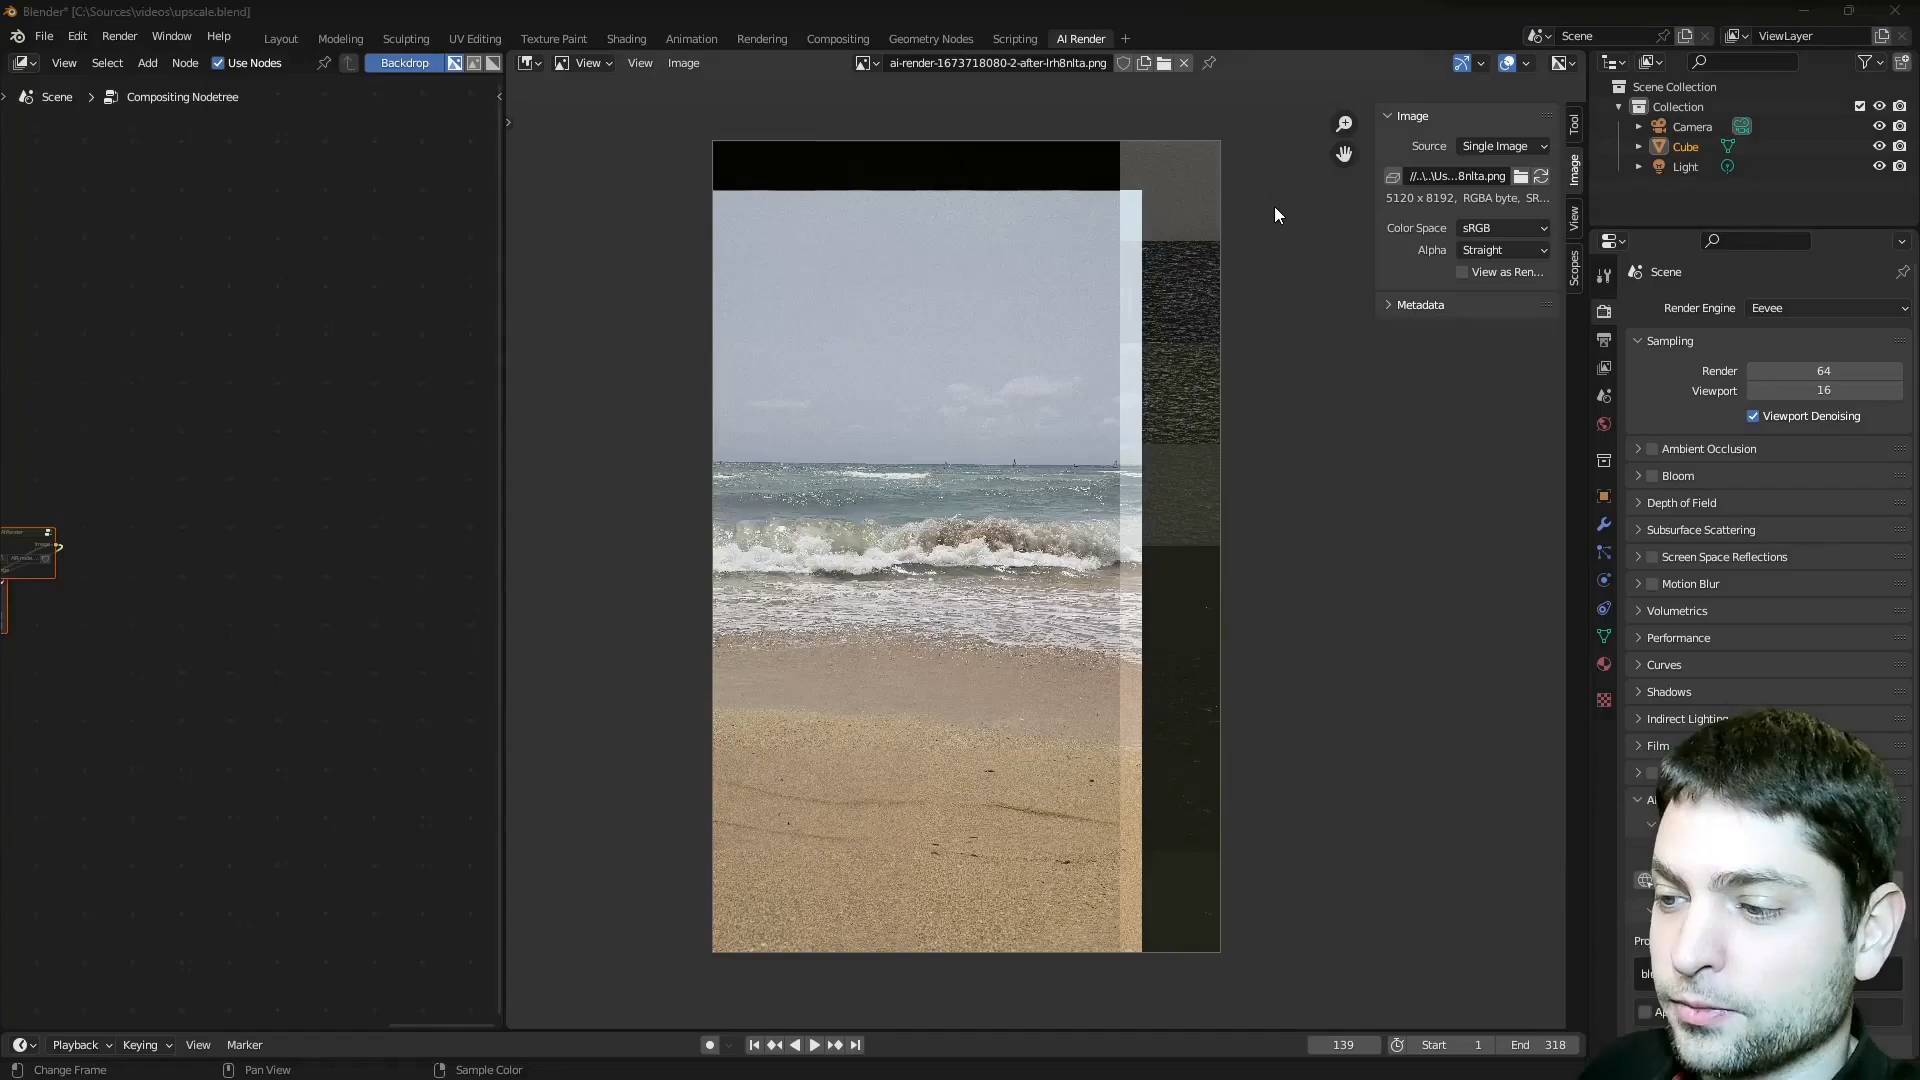 Blender* [C:\Sources\videos\upscale.blend]
File Edit Render Window Help
Layout Modeling Sculpting UV Editing Texture Paint Shading Animation Rendering Compositing Geometry Nodes Scripting AI Render +
Scene
ViewLayer
View Select Add Node Use Nodes
Backdrop
View View Image
ai-render-1673718080-2-after-lrh8nlta.png
Scene > Compositing Nodetree
Image
Source Single Image
//..\..\Us...8nlta.png
5120 x 8192, RGBA byte, SR...
Color Space sRGB
Alpha Straight
View as Ren...
Metadata
Tool
Image
View
Scopes
Scene Collection
Collection
Camera
Cube
Light
Scene
Render Engine Eevee
Sampling
Render 64
Viewport 16
Viewport Denoising
Ambient Occlusion
Bloom
Depth of Field
Subsurface Scattering
Screen Space Reflections
Motion Blur
Volumetrics
Performance
Curves
Shadows
Indirect Lighting
Film
Playback Keying View Marker
139
Start 1
End 318
Change Frame
Pan View
Sample Color